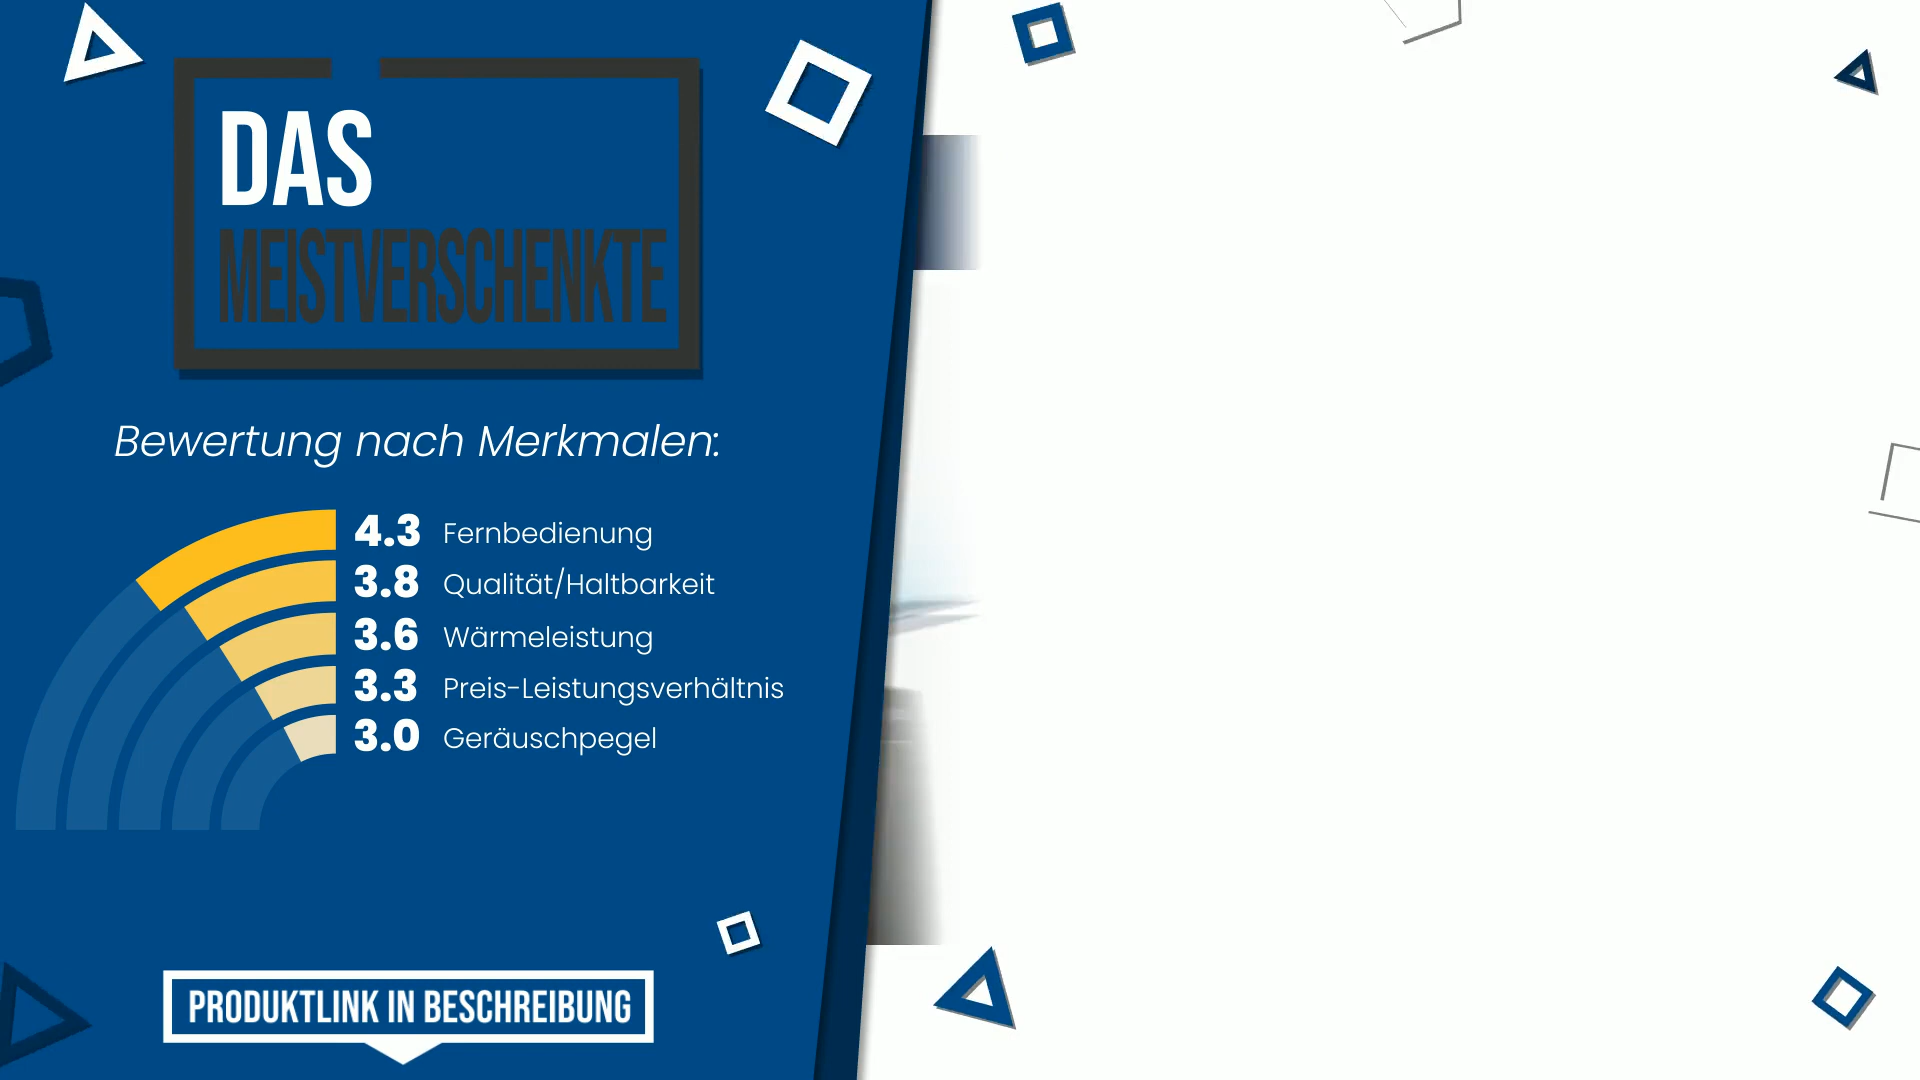 DAS
MEISTVERSCHENKTE
Bewertung nach Merkmalen:
4.3 Fernbedienung
3.8 Qualität/Haltbarkeit
3.6 Wärmeleistung
3.3 Preis-Leistungsverhältnis
3.0 Geräuschpegel
PRODUKTLINK IN BESCHREIBUNG